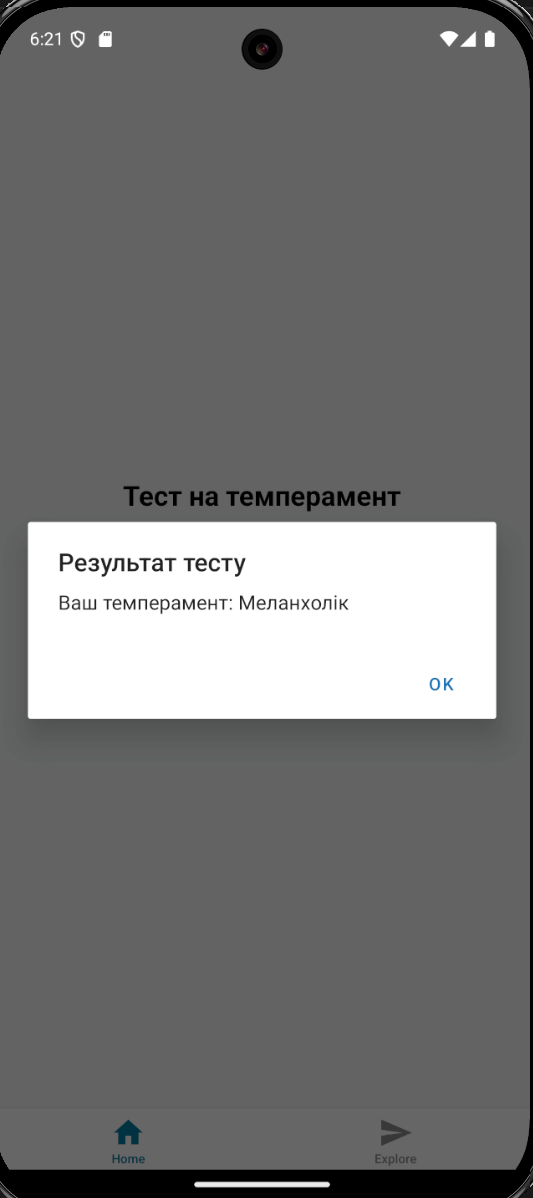 6:21
Тест на темперамент
Результат тесту
Ваш темперамент: Меланхолік
OK
Home
Explore